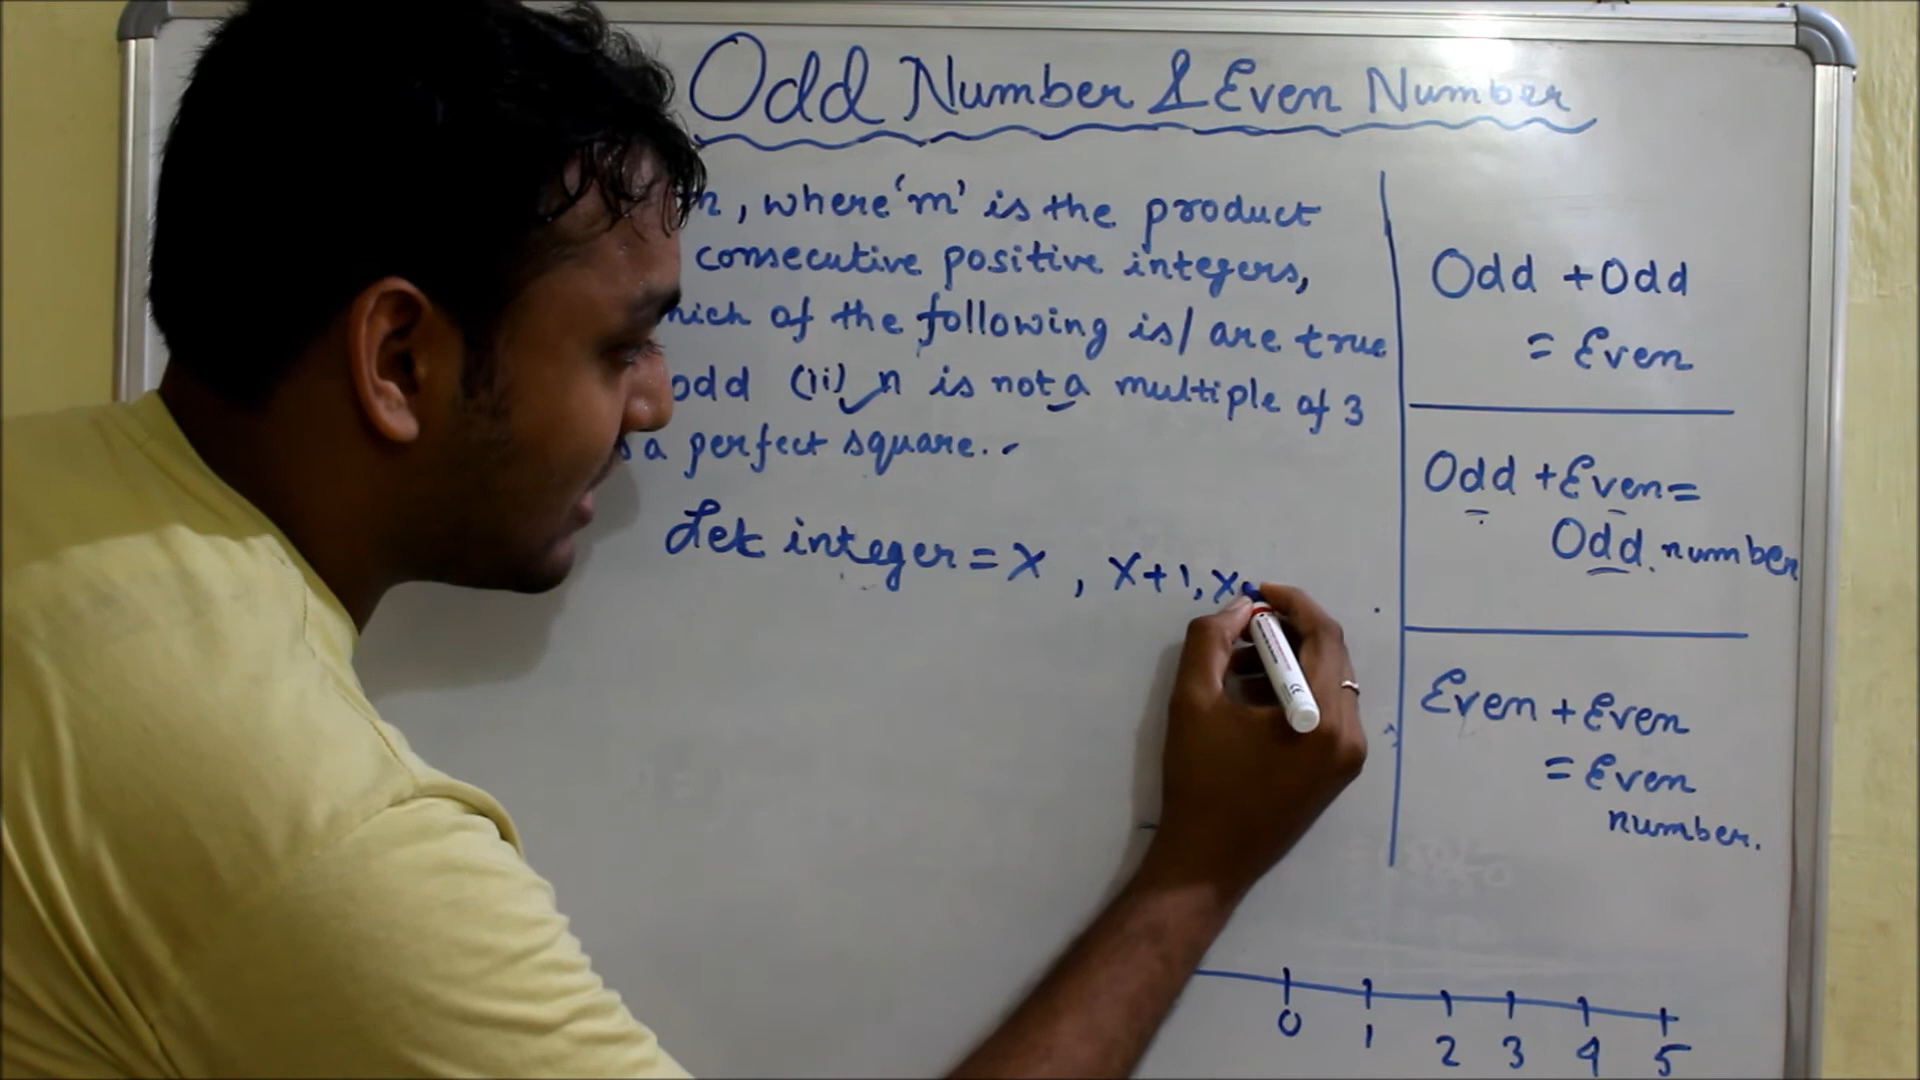 Odd Number & Even Number
, where 'm' is the product
consecutive positive integers,
of the following is/are true
odd (ii) n is not a multiple of 3
a perfect square.
Let integer = x , x+1, x
Odd + Odd
= Even
Odd + Even =
Odd number
Even + Even
= Even
number.
0 1 2 3 4 5